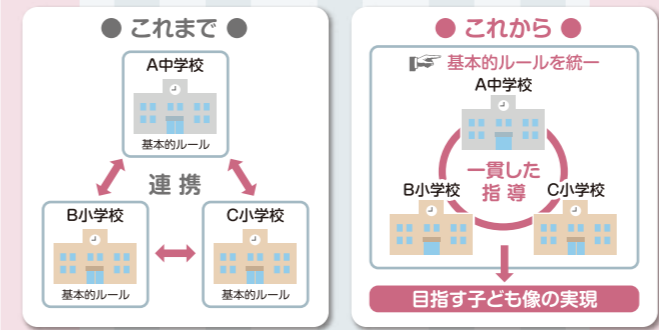 ● これまで ●
A中学校
基本的ルール
連携
B小学校
基本的ルール
C小学校
基本的ルール
● これから ●
☞ 基本的ルールを統一
A中学校
一貫した
指導
B小学校
C小学校
目指す子ども像の実現